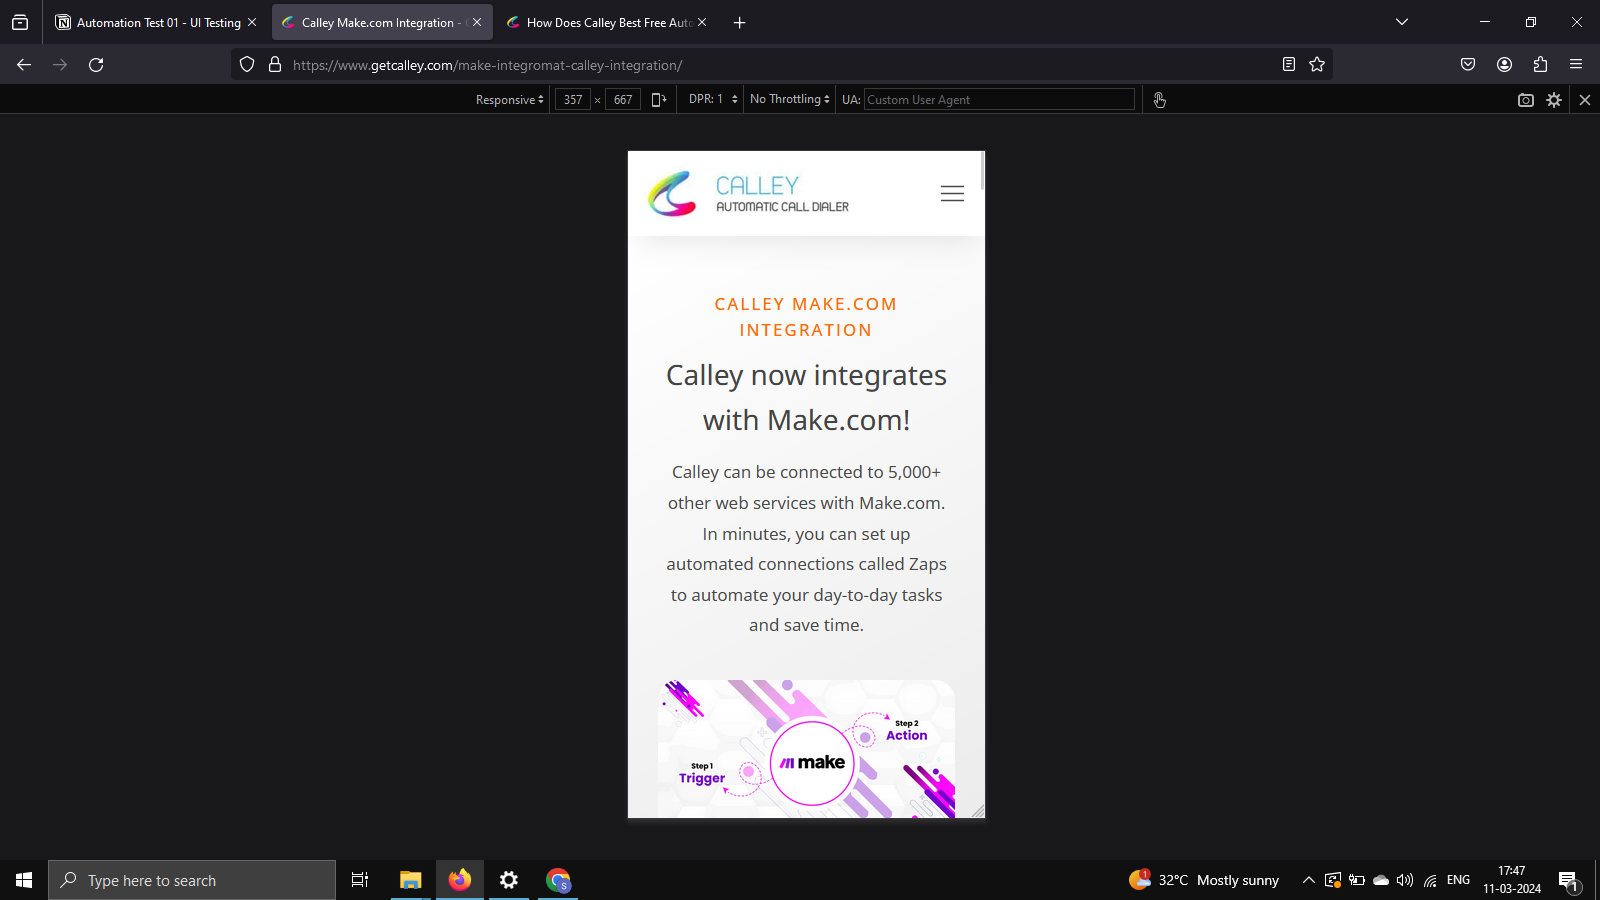 Automation Test 01 - UI Testing
Calley Make.com Integration -
How Does Calley Best Free Auto
https://www.getcalley.com/make-integromat-calley-integration/
Responsive 357 × 667 DPR: 1 No Throttling UA: Custom User Agent
CALLEY
AUTOMATIC CALL DIALER
CALLEY MAKE.COM
INTEGRATION
Calley now integrates
with Make.com!
Calley can be connected to 5,000+
other web services with Make.com.
In minutes, you can set up
automated connections called Zaps
to automate your day-to-day tasks
and save time.
Step 2
Action
make
Step 1
Trigger
Type here to search
S
1
32°C Mostly sunny
ENG
17:47
11-03-2024
1